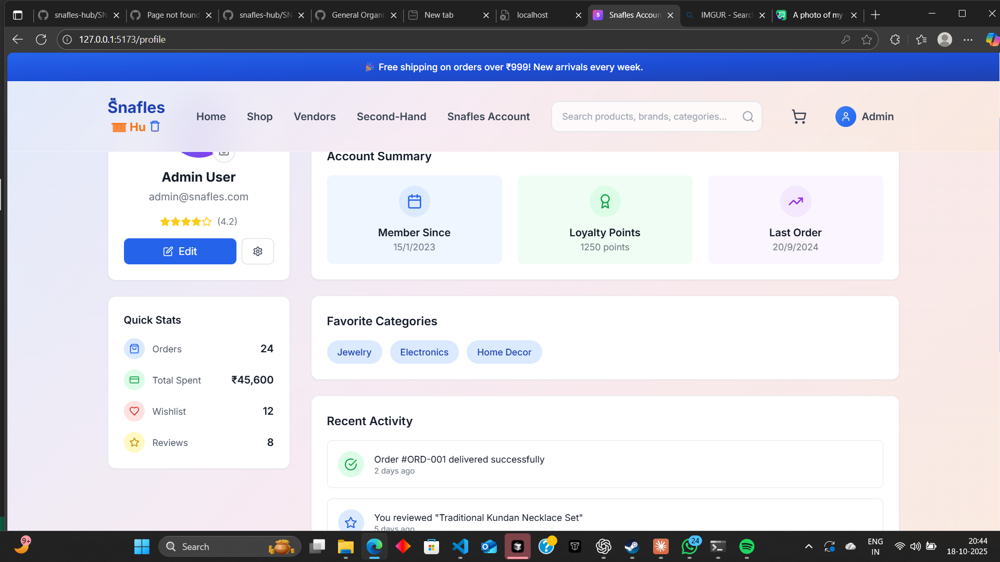 snafles-hub/SN
Page not found
snafles-hub/SN
General Organi
New tab
localhost
Snafles Accoun
IMGUR - Searc
A photo of my
127.0.0.1:5173/profile
🎉 Free shipping on orders over ₹999! New arrivals every week.
Snafles
Hu
Home
Shop
Vendors
Second-Hand
Snafles Account
Search products, brands, categories...
Admin
Admin User
admin@snafles.com
(4.2)
Edit
Account Summary
Member Since
15/1/2023
Loyalty Points
1250 points
Last Order
20/9/2024
Quick Stats
Orders 24
Total Spent ₹45,600
Wishlist 12
Reviews 8
Favorite Categories
Jewelry
Electronics
Home Decor
Recent Activity
Order #ORD-001 delivered successfully
2 days ago
You reviewed "Traditional Kundan Necklace Set"
5 days ago
9+
Search
24
ENG
IN
20:44
18-10-2025